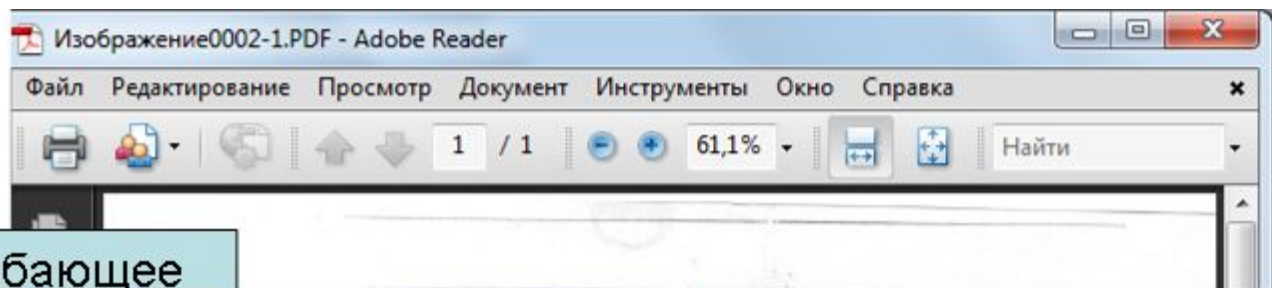 Изображение0002-1.PDF - Adobe Reader
Файл Редактирование Просмотр Документ Инструменты Окно Справка
1 / 1 61,1% Найти
бающее